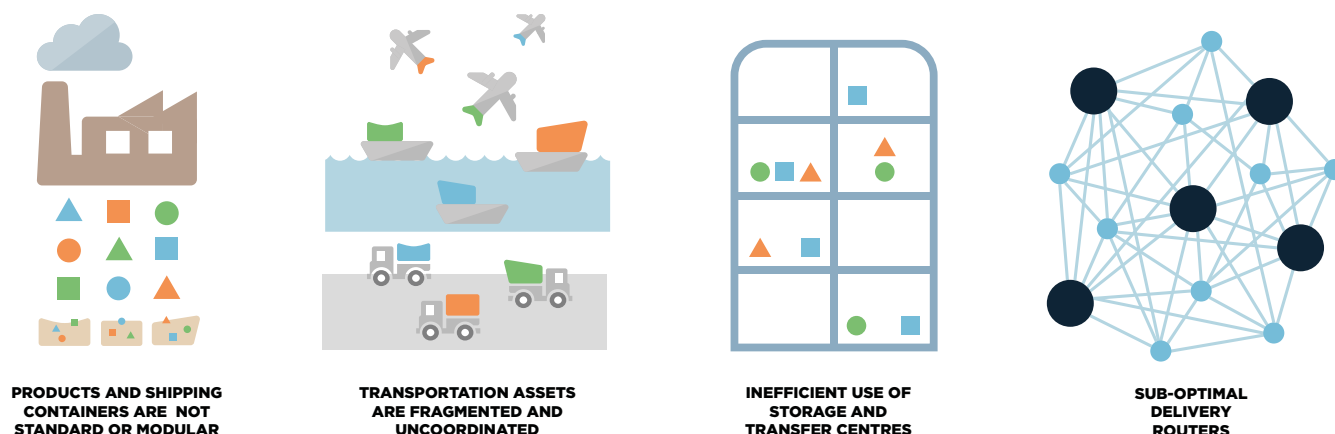 PRODUCTS AND SHIPPING
CONTAINERS ARE NOT
STANDARD OR MODULAR
TRANSPORTATION ASSETS
ARE FRAGMENTED AND
UNCOORDINATED
INEFFICIENT USE OF
STORAGE AND
TRANSFER CENTRES
SUB-OPTIMAL
DELIVERY
ROUTERS